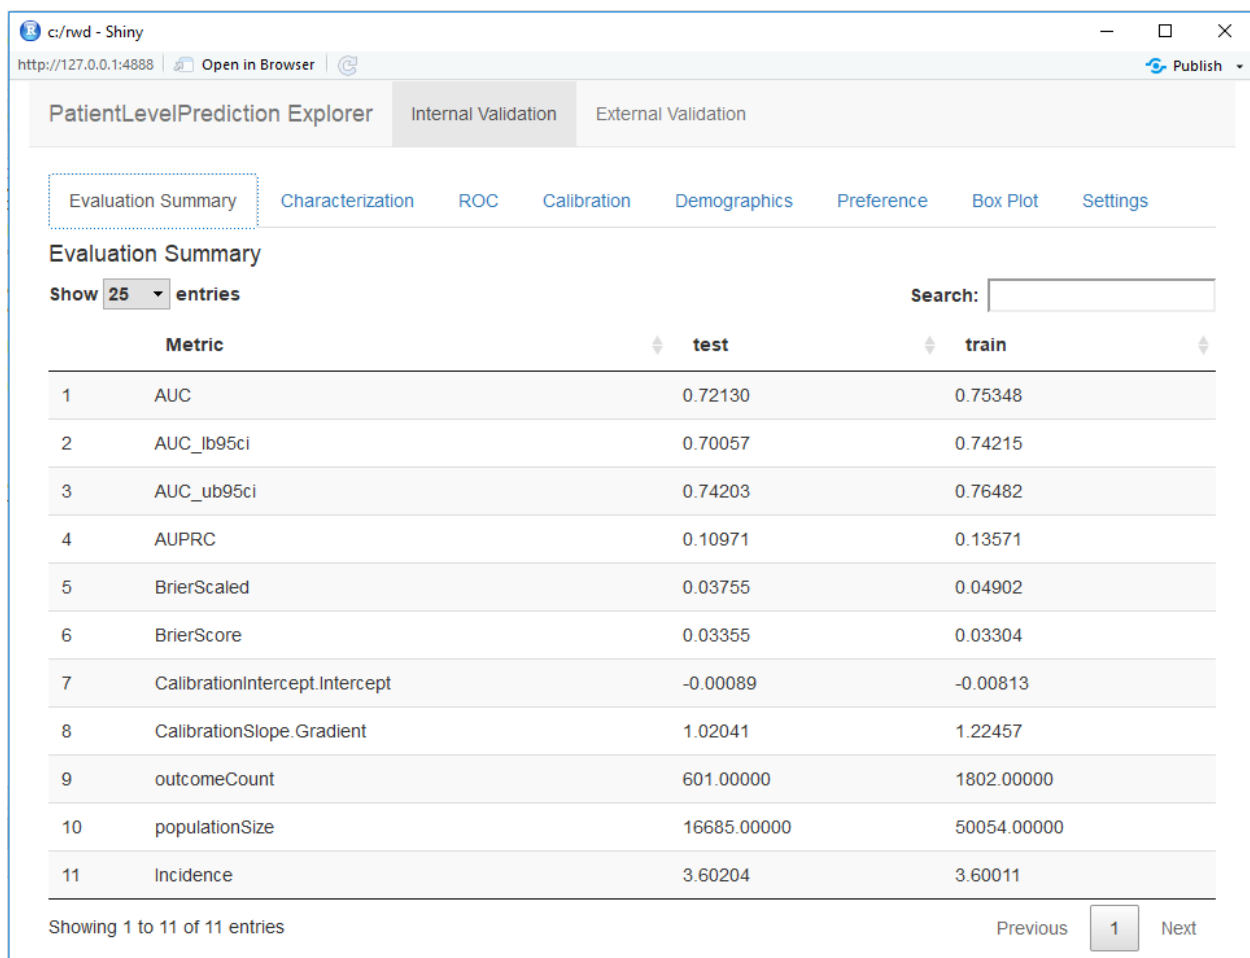 c:/rwd - Shiny
http://127.0.0.1:4888 Open in Browser Publish
PatientLevelPrediction Explorer Internal Validation External Validation
Evaluation Summary Characterization ROC Calibration Demographics Preference Box Plot Settings
Evaluation Summary
Show 25 entries Search:
Metric test train
1 AUC 0.72130 0.75348
2 AUC_lb95ci 0.70057 0.74215
3 AUC_ub95ci 0.74203 0.76482
4 AUPRC 0.10971 0.13571
5 BrierScaled 0.03755 0.04902
6 BrierScore 0.03355 0.03304
7 CalibrationIntercept.Intercept -0.00089 -0.00813
8 CalibrationSlope.Gradient 1.02041 1.22457
9 outcomeCount 601.00000 1802.00000
10 populationSize 16685.00000 50054.00000
11 Incidence 3.60204 3.60011
Showing 1 to 11 of 11 entries Previous 1 Next